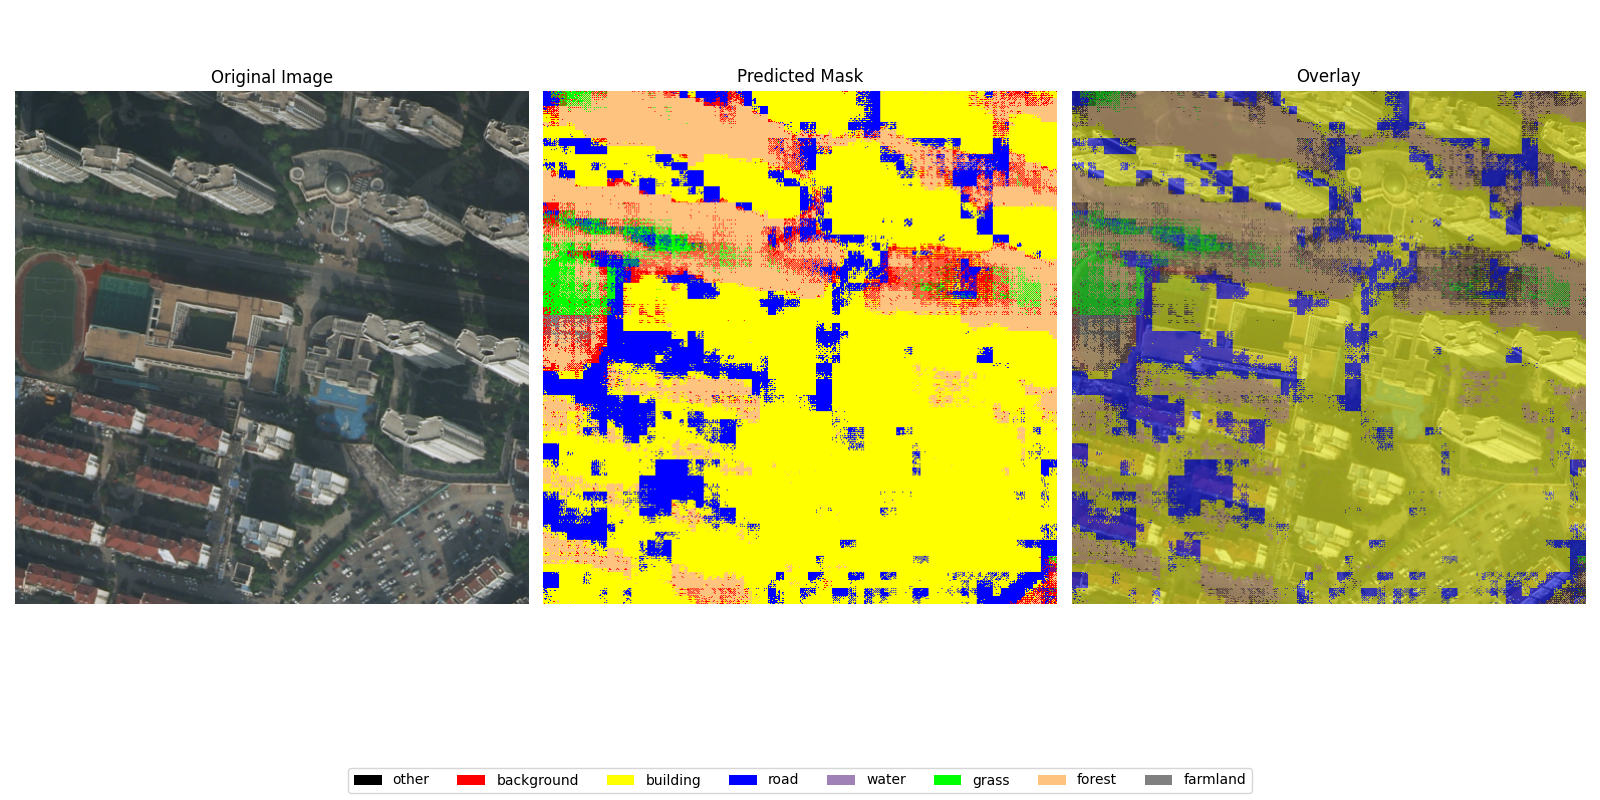 Original Image
Predicted Mask
Overlay
other
background
building
road
water
grass
forest
farmland